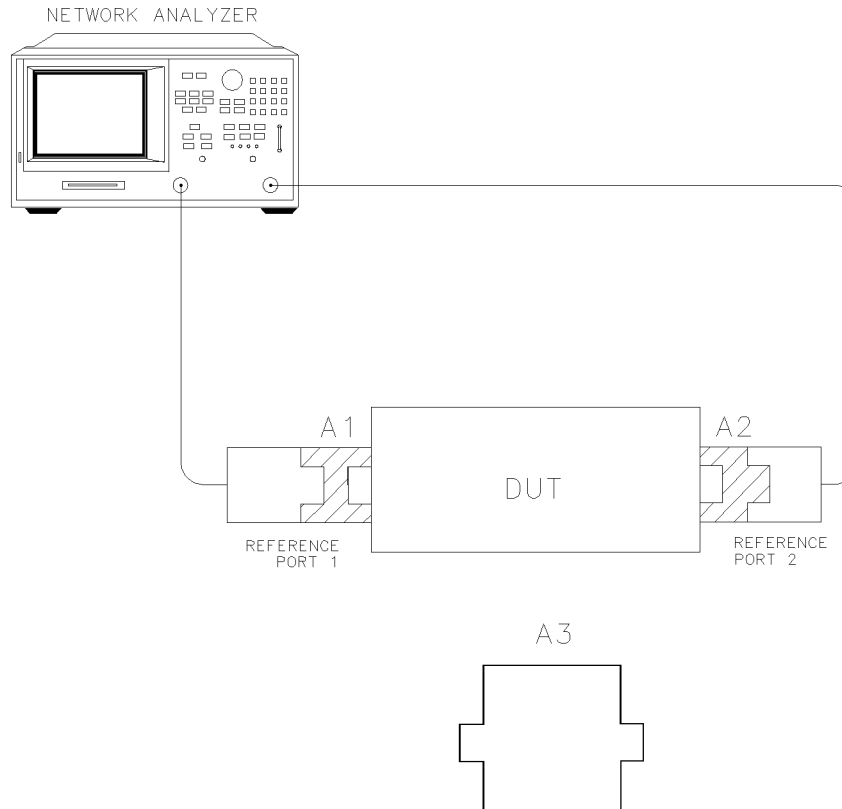 NETWORK ANALYZER
A1
A2
DUT
REFERENCE
PORT 1
REFERENCE
PORT 2
A3